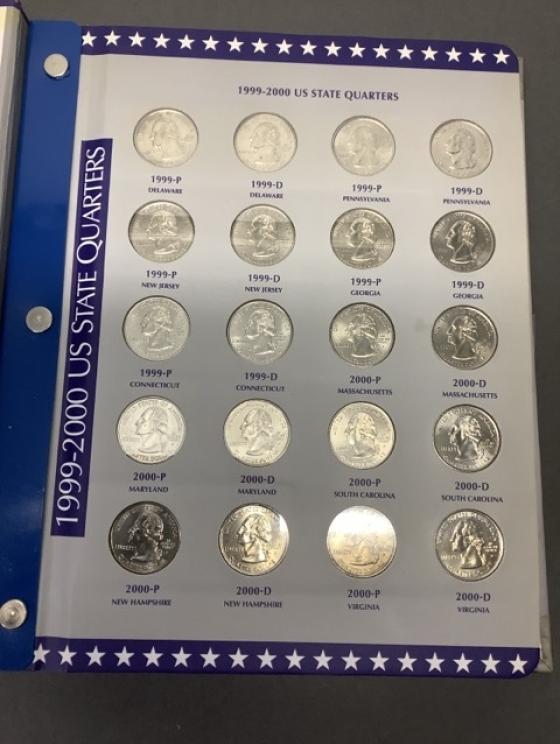 1999-2000 US STATE QUARTERS
1999-2000 US STATE QUARTERS
1999-P 1999-D 1999-P 1999-D
DELAWARE DELAWARE PENNSYLVANIA PENNSYLVANIA
1999-P 1999-D 1999-P 1999-D
NEW JERSEY NEW JERSEY GEORGIA GEORGIA
1999-P 1999-D 2000-P 2000-D
CONNECTICUT CONNECTICUT MASSACHUSETTS MASSACHUSETTS
2000-P 2000-D 2000-P 2000-D
MARYLAND MARYLAND SOUTH CAROLINA SOUTH CAROLINA
2000-P 2000-D 2000-P 2000-D
NEW HAMPSHIRE NEW HAMPSHIRE VIRGINIA VIRGINIA